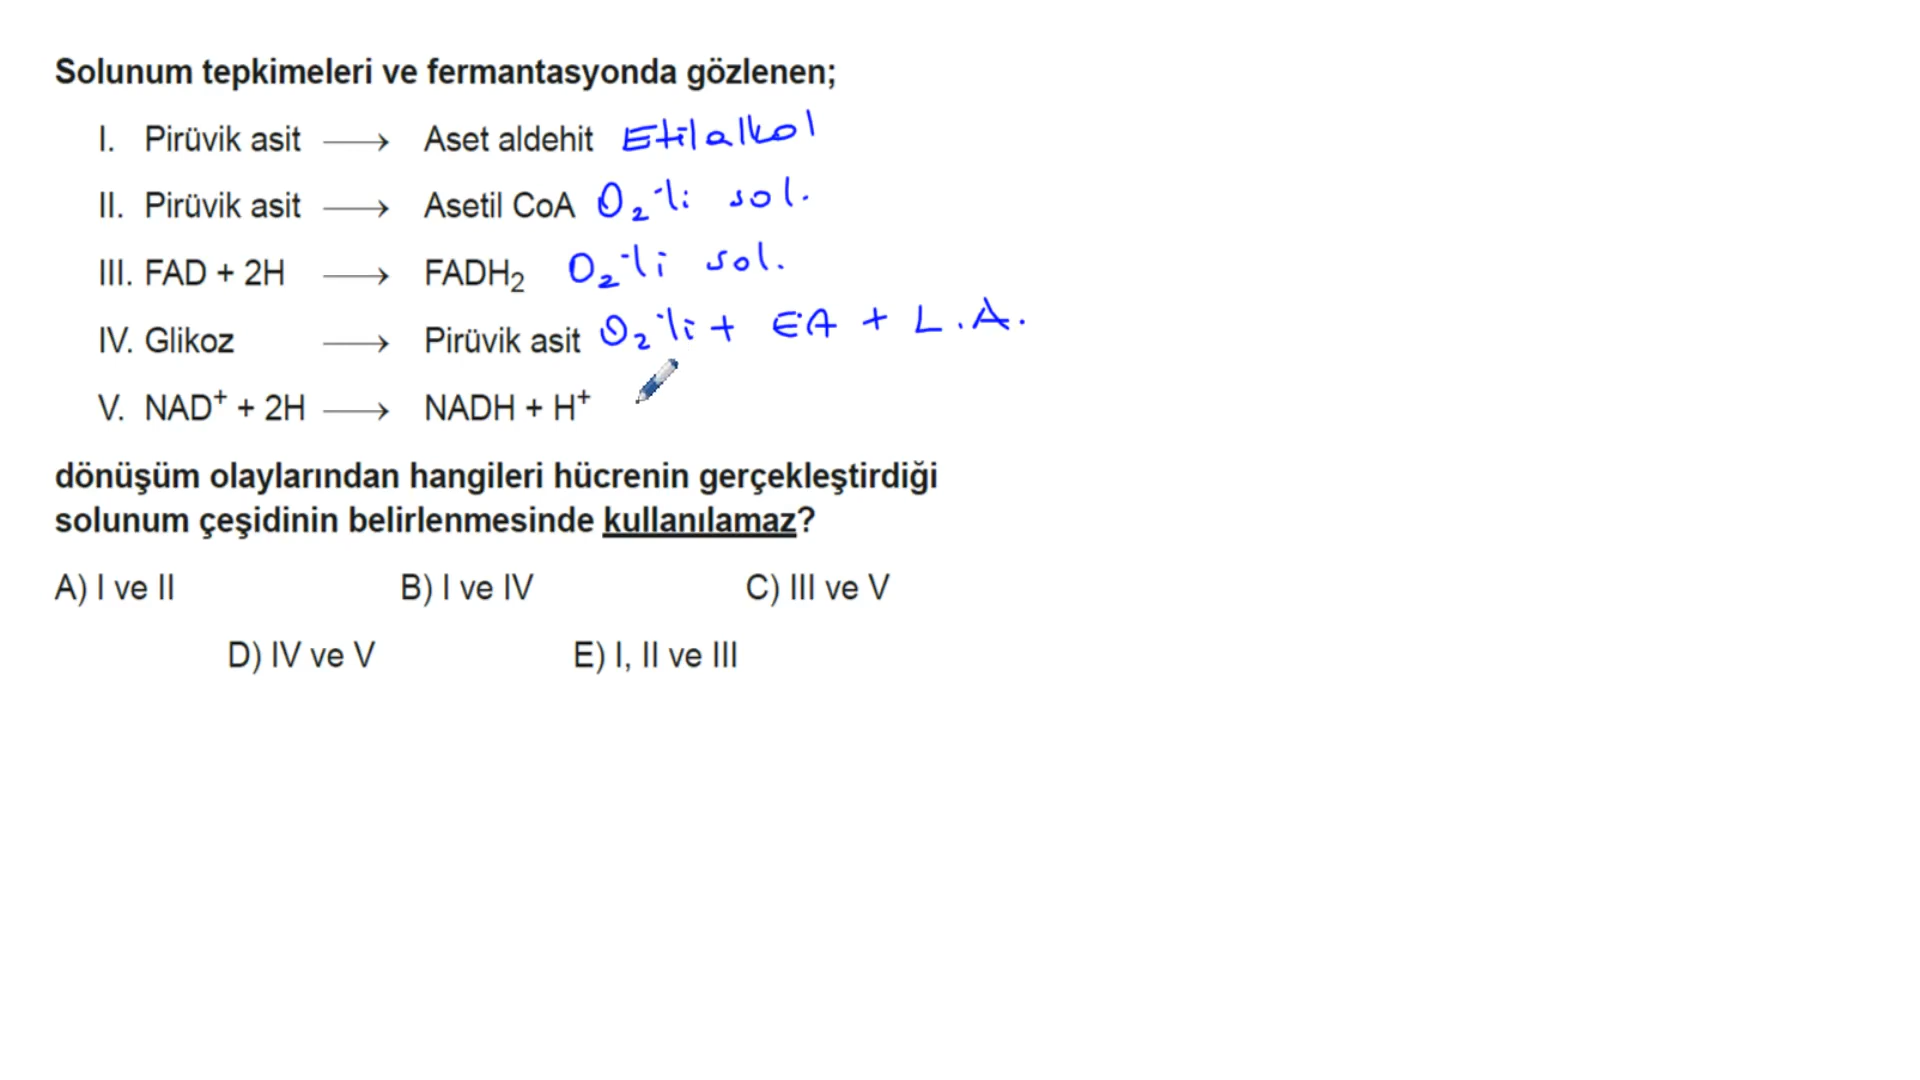 Solunum tepkimeleri ve fermantasyonda gözlenen;
I. Pirüvik asit ⟶ Aset aldehit Etilalkol
II. Pirüvik asit ⟶ Asetil CoA O₂'li sol.
III. FAD + 2H ⟶ FADH₂ O₂'li sol.
IV. Glikoz ⟶ Pirüvik asit O₂'li + EA + L.A.
V. NAD⁺ + 2H ⟶ NADH + H⁺
dönüşüm olaylarından hangileri hücrenin gerçekleştirdiği
solunum çeşidinin belirlenmesinde kullanılamaz?
A) I ve II B) I ve IV C) III ve V
D) IV ve V E) I, II ve III